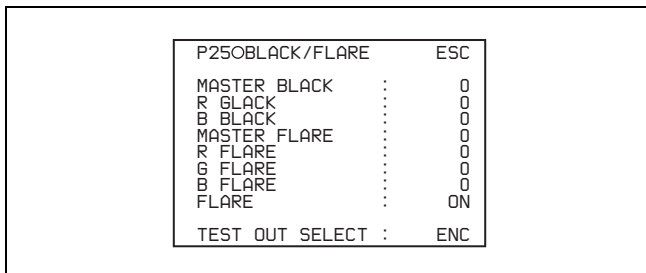 P25○BLACK/FLARE ESC
MASTER BLACK : 0
R GLACK : 0
B BLACK : 0
MASTER FLARE : 0
R FLARE : 0
G FLARE : 0
B FLARE : 0
FLARE : ON
TEST OUT SELECT : ENC